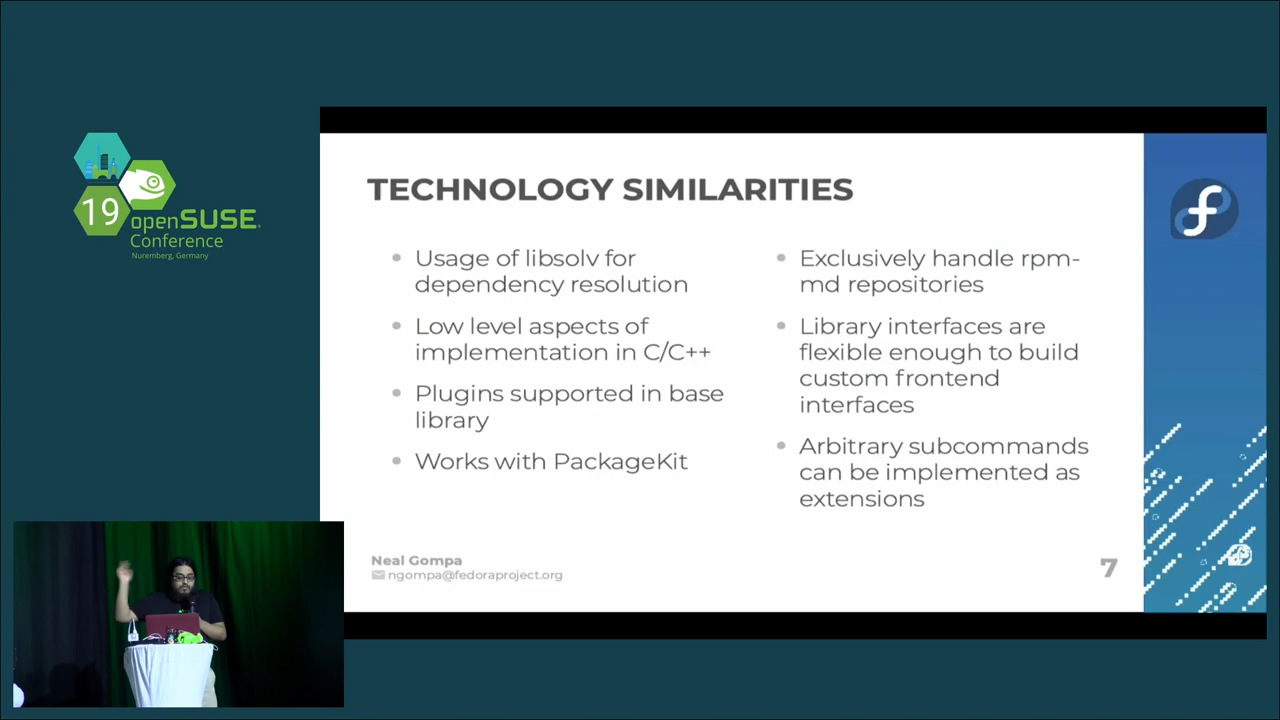 19
openSUSE
Conference
Nuremberg, Germany
TECHNOLOGY SIMILARITIES
Usage of libsolv for
dependency resolution
Low level aspects of
implementation in C/C++
Plugins supported in base
library
Works with PackageKit
Exclusively handle rpm-
md repositories
Library interfaces are
flexible enough to build
custom frontend
interfaces
Arbitrary subcommands
can be implemented as
extensions
Neal Gompa
ngompa@fedoraproject.org
7